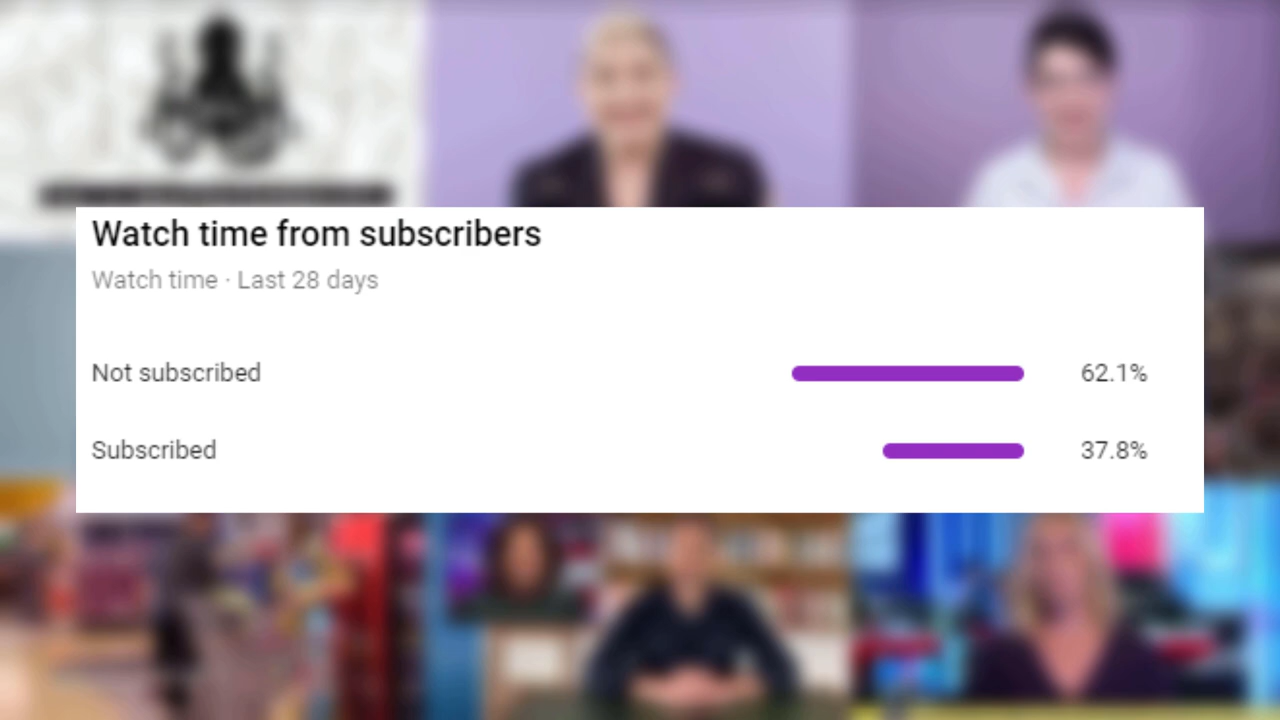 Watch time from subscribers
Watch time · Last 28 days
Not subscribed 62.1%
Subscribed 37.8%